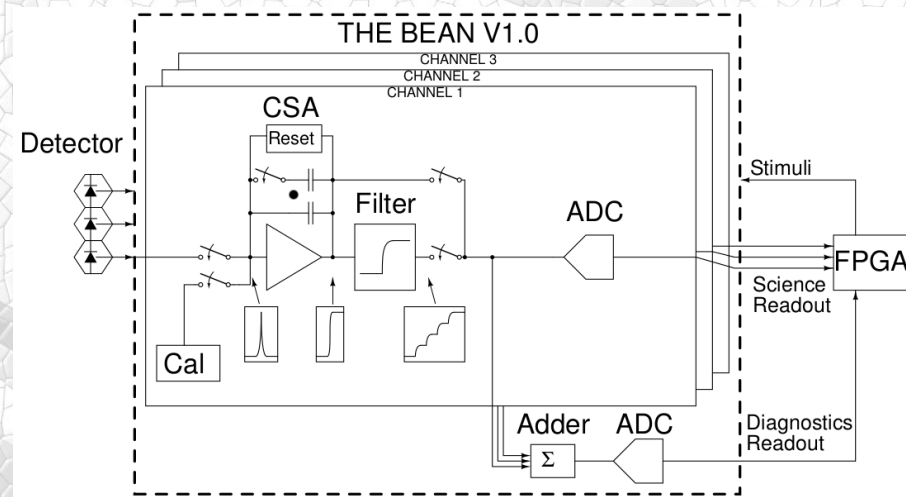 THE BEAN V1.0
CHANNEL 3
CHANNEL 2
CHANNEL 1
CSA
Reset
Detector
Stimuli
Filter
ADC
FPGA
Science
Readout
Cal
Adder
ADC
Diagnostics
Readout
Σ